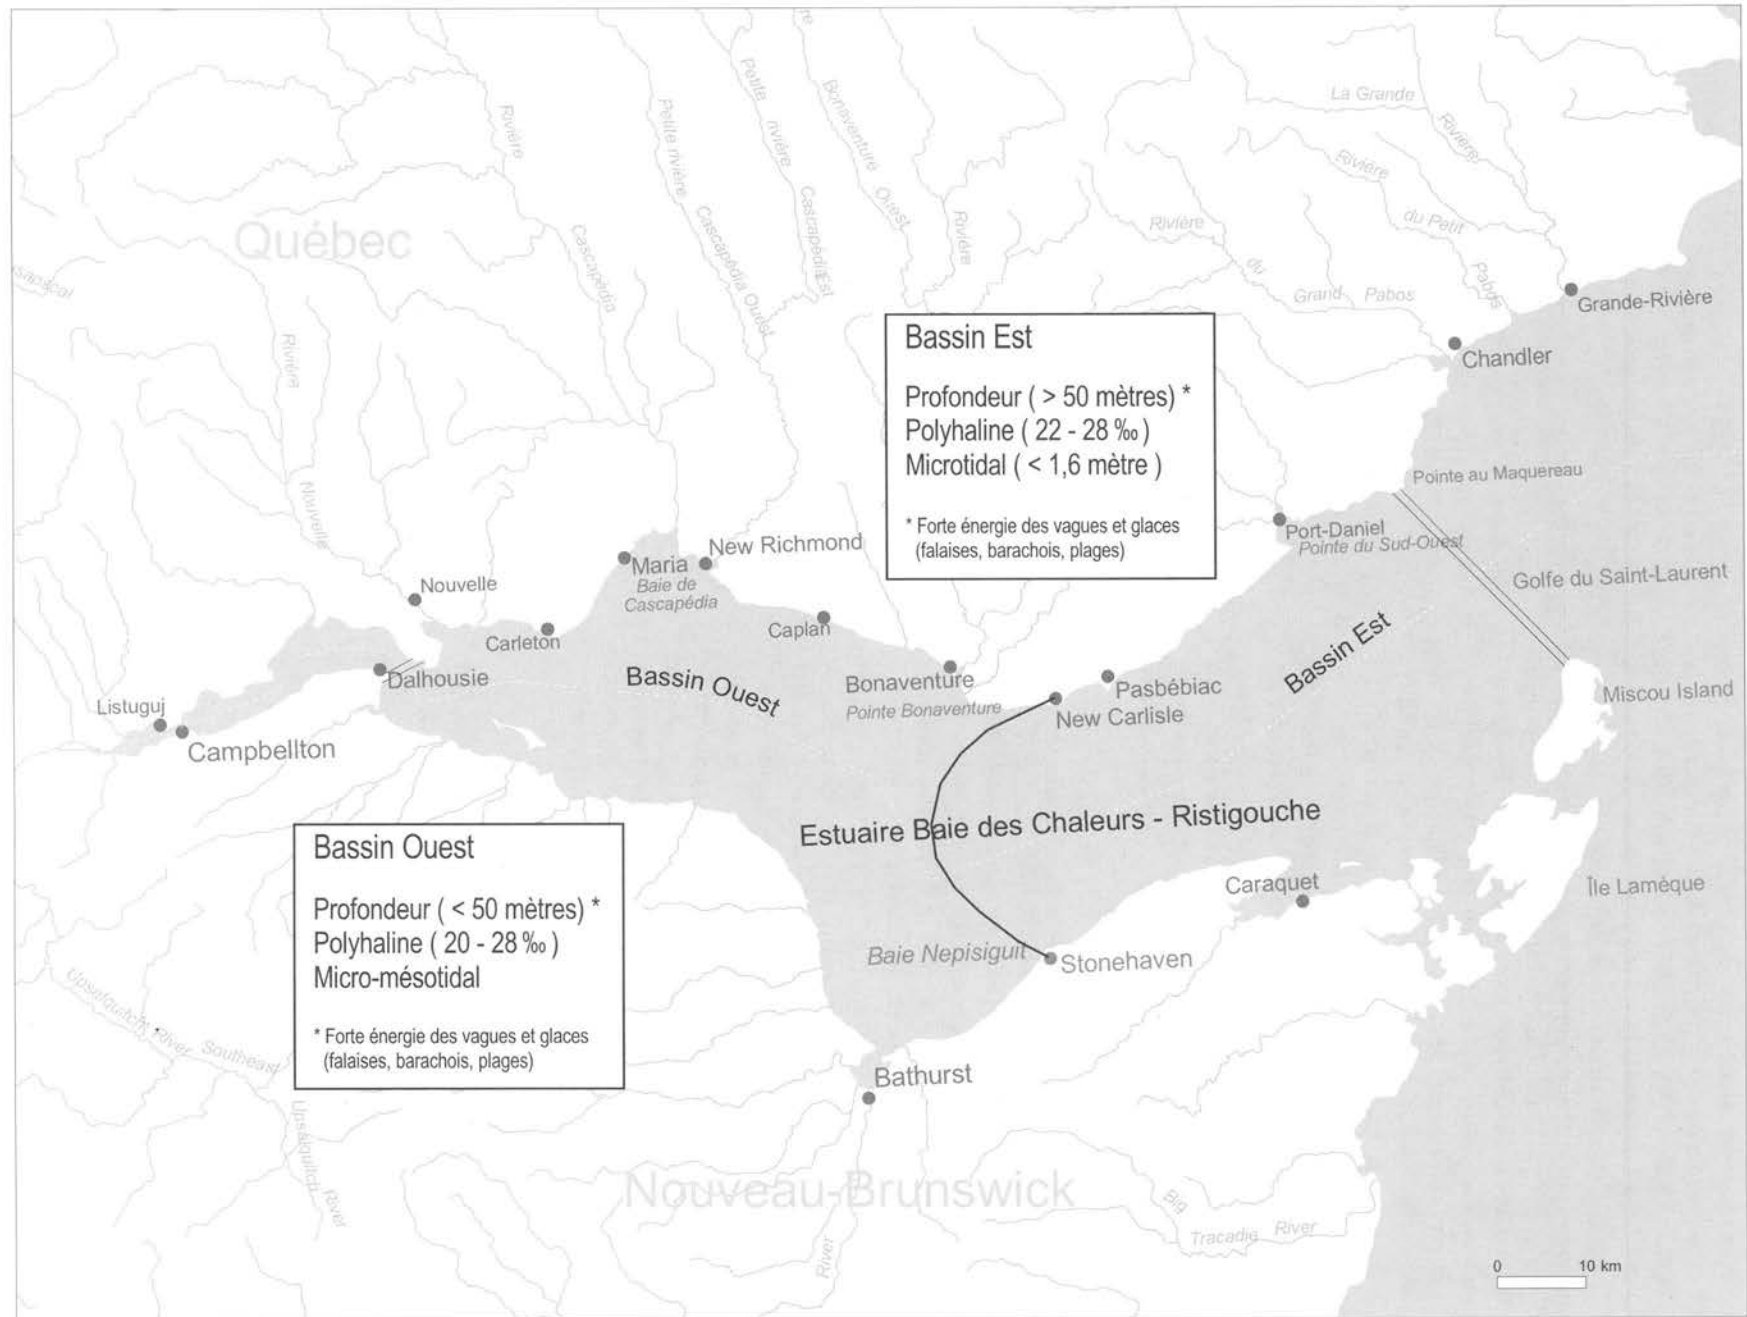 La Grande
Rivière
Rivière
du Petit
Pabos
Rivière
du
Grand Pabos
Rivière
Cascapédia
Petite rivière
Cascapédia Ouest
Petite
rivière
Cascapédia
Est
Bonaventure
Ouest
Rivière
Québec
Rivière
Nouvelle
Grande-Rivière
Chandler
Bassin Est
Profondeur ( > 50 mètres) *
Polyhaline ( 22 - 28 ‰ )
Microtidal ( < 1,6 mètre )
* Forte énergie des vagues et glaces
(falaises, barachois, plages)
Pointe au Maquereau
Port-Daniel
Pointe du Sud-Ouest
Golfe du Saint-Laurent
New Richmond
Maria
Baie de
Cascapédia
Nouvelle
Carleton
Caplan
Dalhousie
Bassin Ouest
Bonaventure
Pointe Bonaventure
Pasbébiac
New Carlisle
Bassin Est
Miscou Island
Listuguj
Campbellton
Estuaire Baie des Chaleurs - Ristigouche
Bassin Ouest
Profondeur ( < 50 mètres) *
Polyhaline ( 20 - 28 ‰ )
Micro-mésotidal
* Forte énergie des vagues et glaces
(falaises, barachois, plages)
Caraquet
Île Lamèque
Baie Nepisiguit
Stonehaven
Upsalquitch River Southeast
Upsalquitch
River
Bathurst
Nouveau-Brunswick
River
Big
Tracadie River
0 10 km